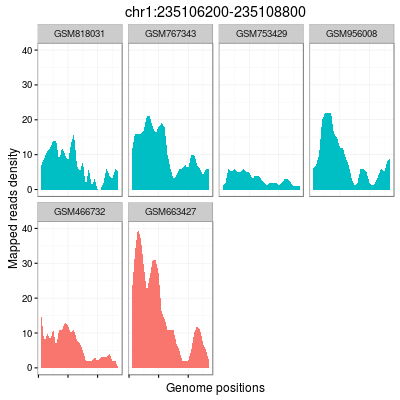 chr1:235106200-235108800
GSM818031 GSM767343 GSM753429 GSM956008
40
30
20
10
0
Mapped reads density
GSM466732 GSM663427
40
30
20
10
0
Genome positions